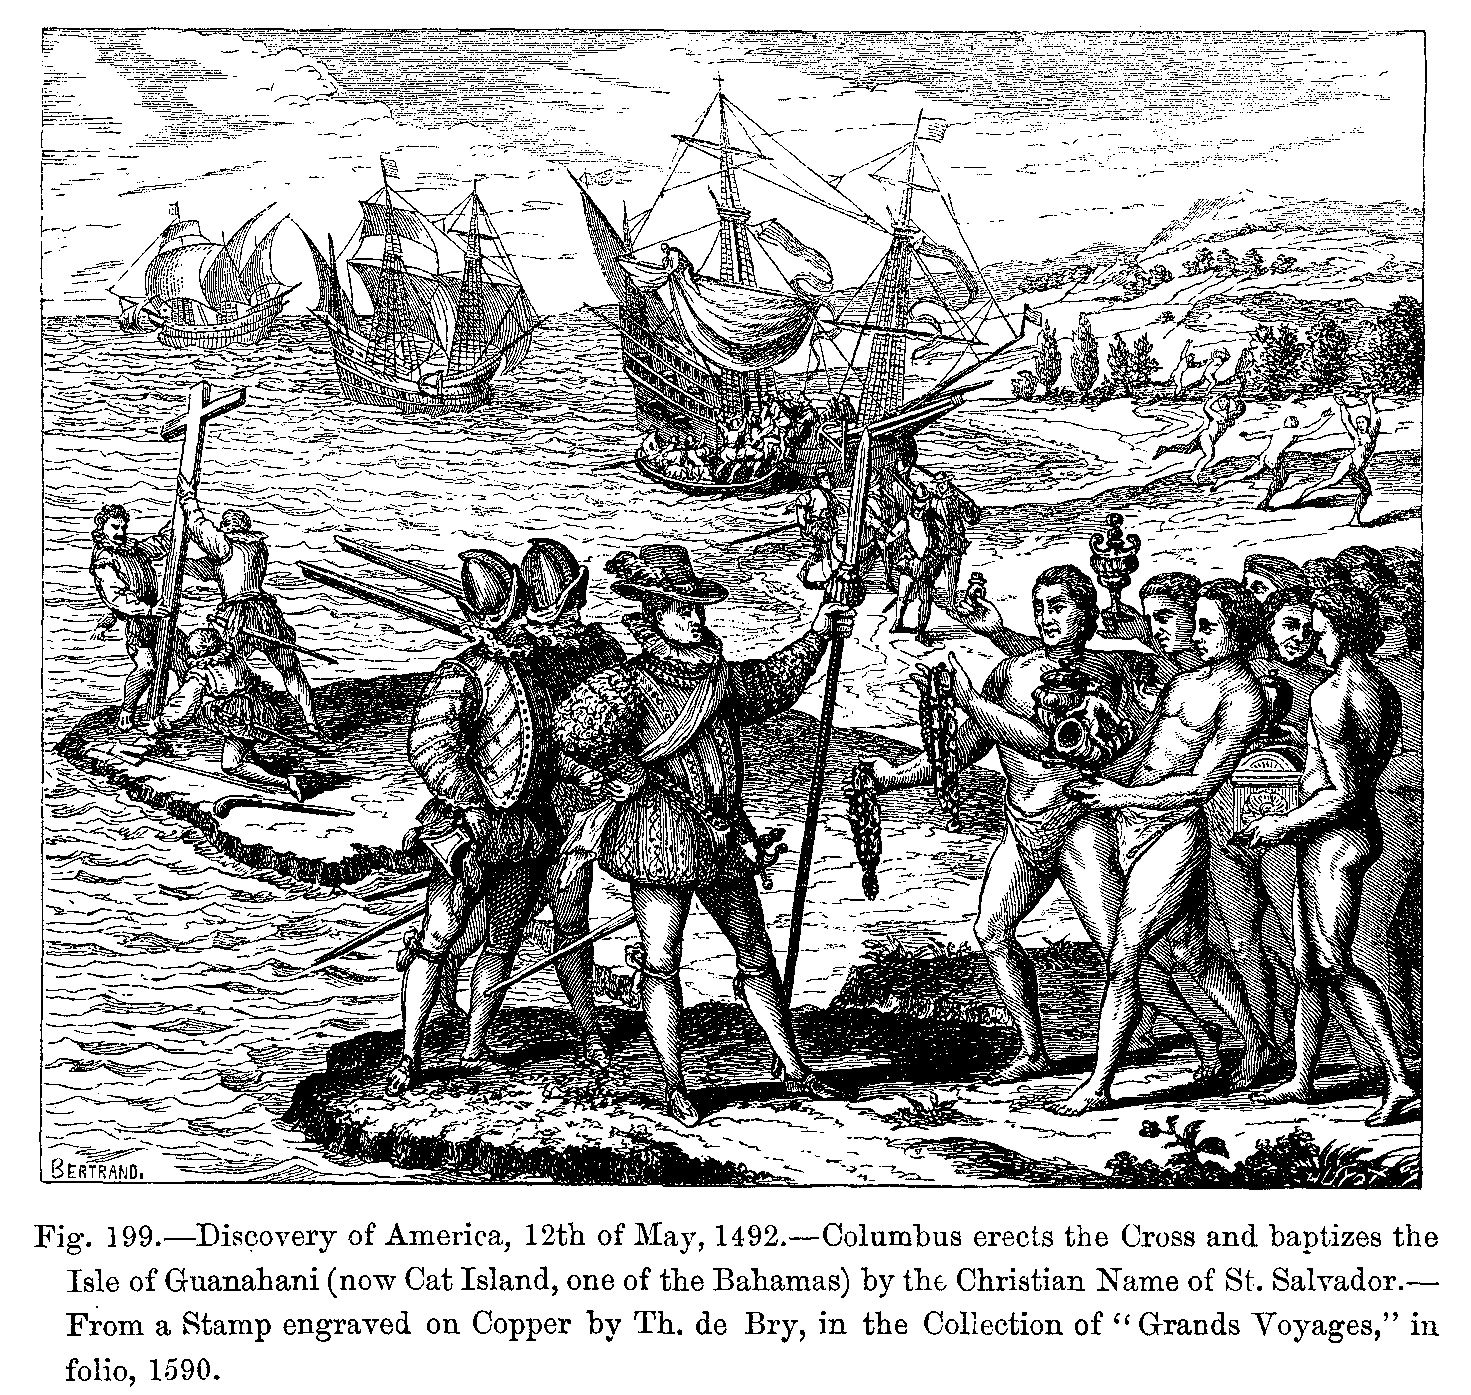 BERTRAND.
Fig. 199.—Discovery of America, 12th of May, 1492.—Columbus erects the Cross and baptizes the
Isle of Guanahani (now Cat Island, one of the Bahamas) by the Christian Name of St. Salvador.—
From a Stamp engraved on Copper by Th. de Bry, in the Collection of “Grands Voyages,” in
folio, 1590.